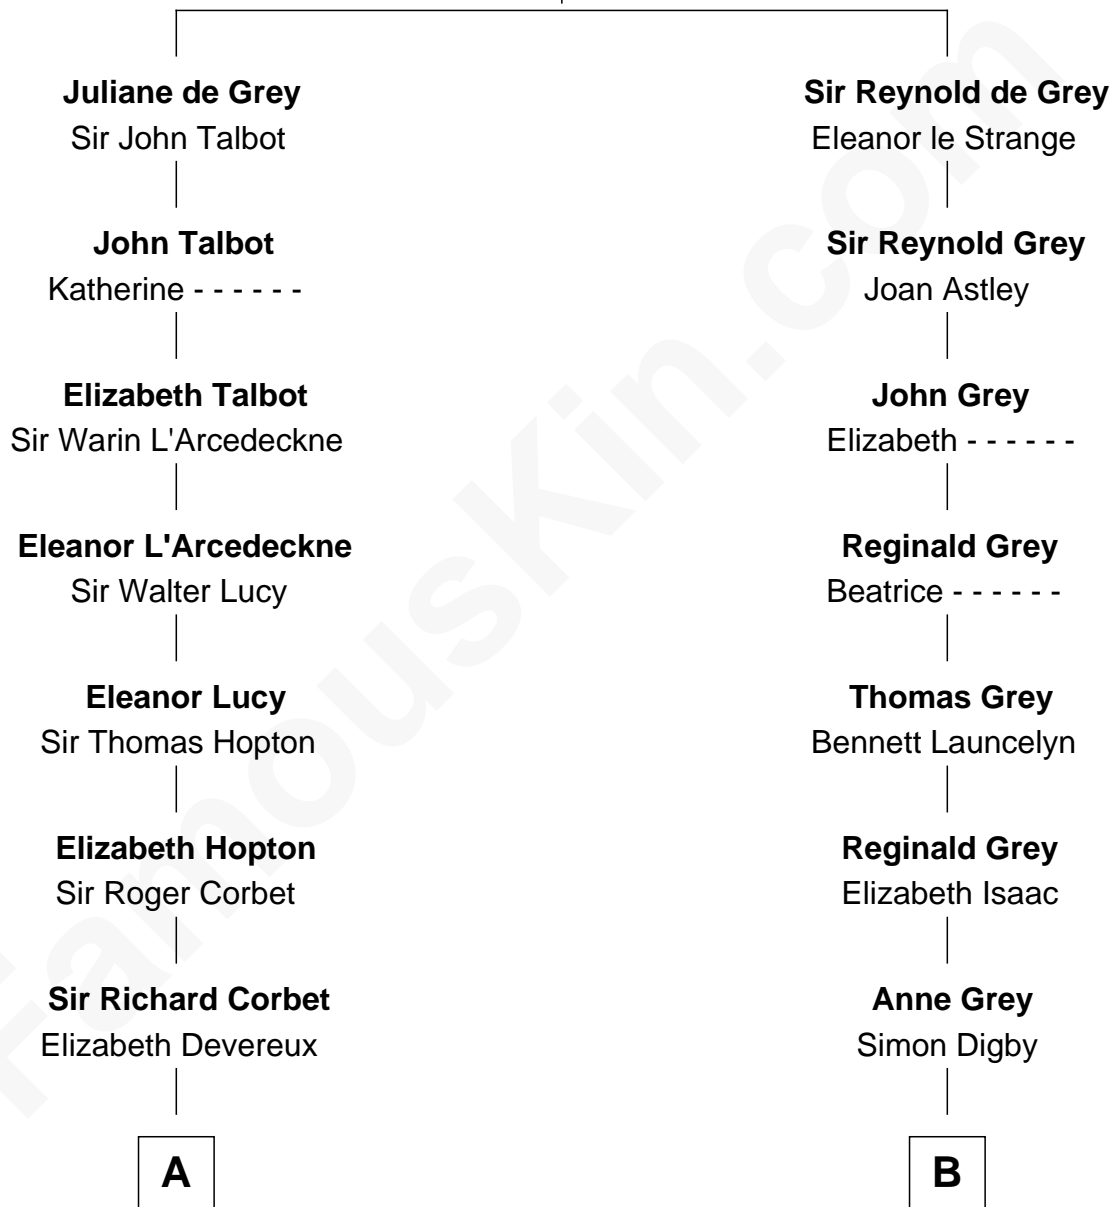 Juliane de Grey
Sir John Talbot
John Talbot
Katherine - - - - - -
Elizabeth Talbot
Sir Warin L'Arcedeckne
Eleanor L'Arcedeckne
Sir Walter Lucy
Eleanor Lucy
Sir Thomas Hopton
Elizabeth Hopton
Sir Roger Corbet
Sir Richard Corbet
Elizabeth Devereux
A
Sir Reynold de Grey
Eleanor le Strange
Sir Reynold Grey
Joan Astley
John Grey
Elizabeth - - - - - -
Reginald Grey
Beatrice - - - - - -
Thomas Grey
Bennett Launcelyn
Reginald Grey
Elizabeth Isaac
Anne Grey
Simon Digby
B
FamousKin.com